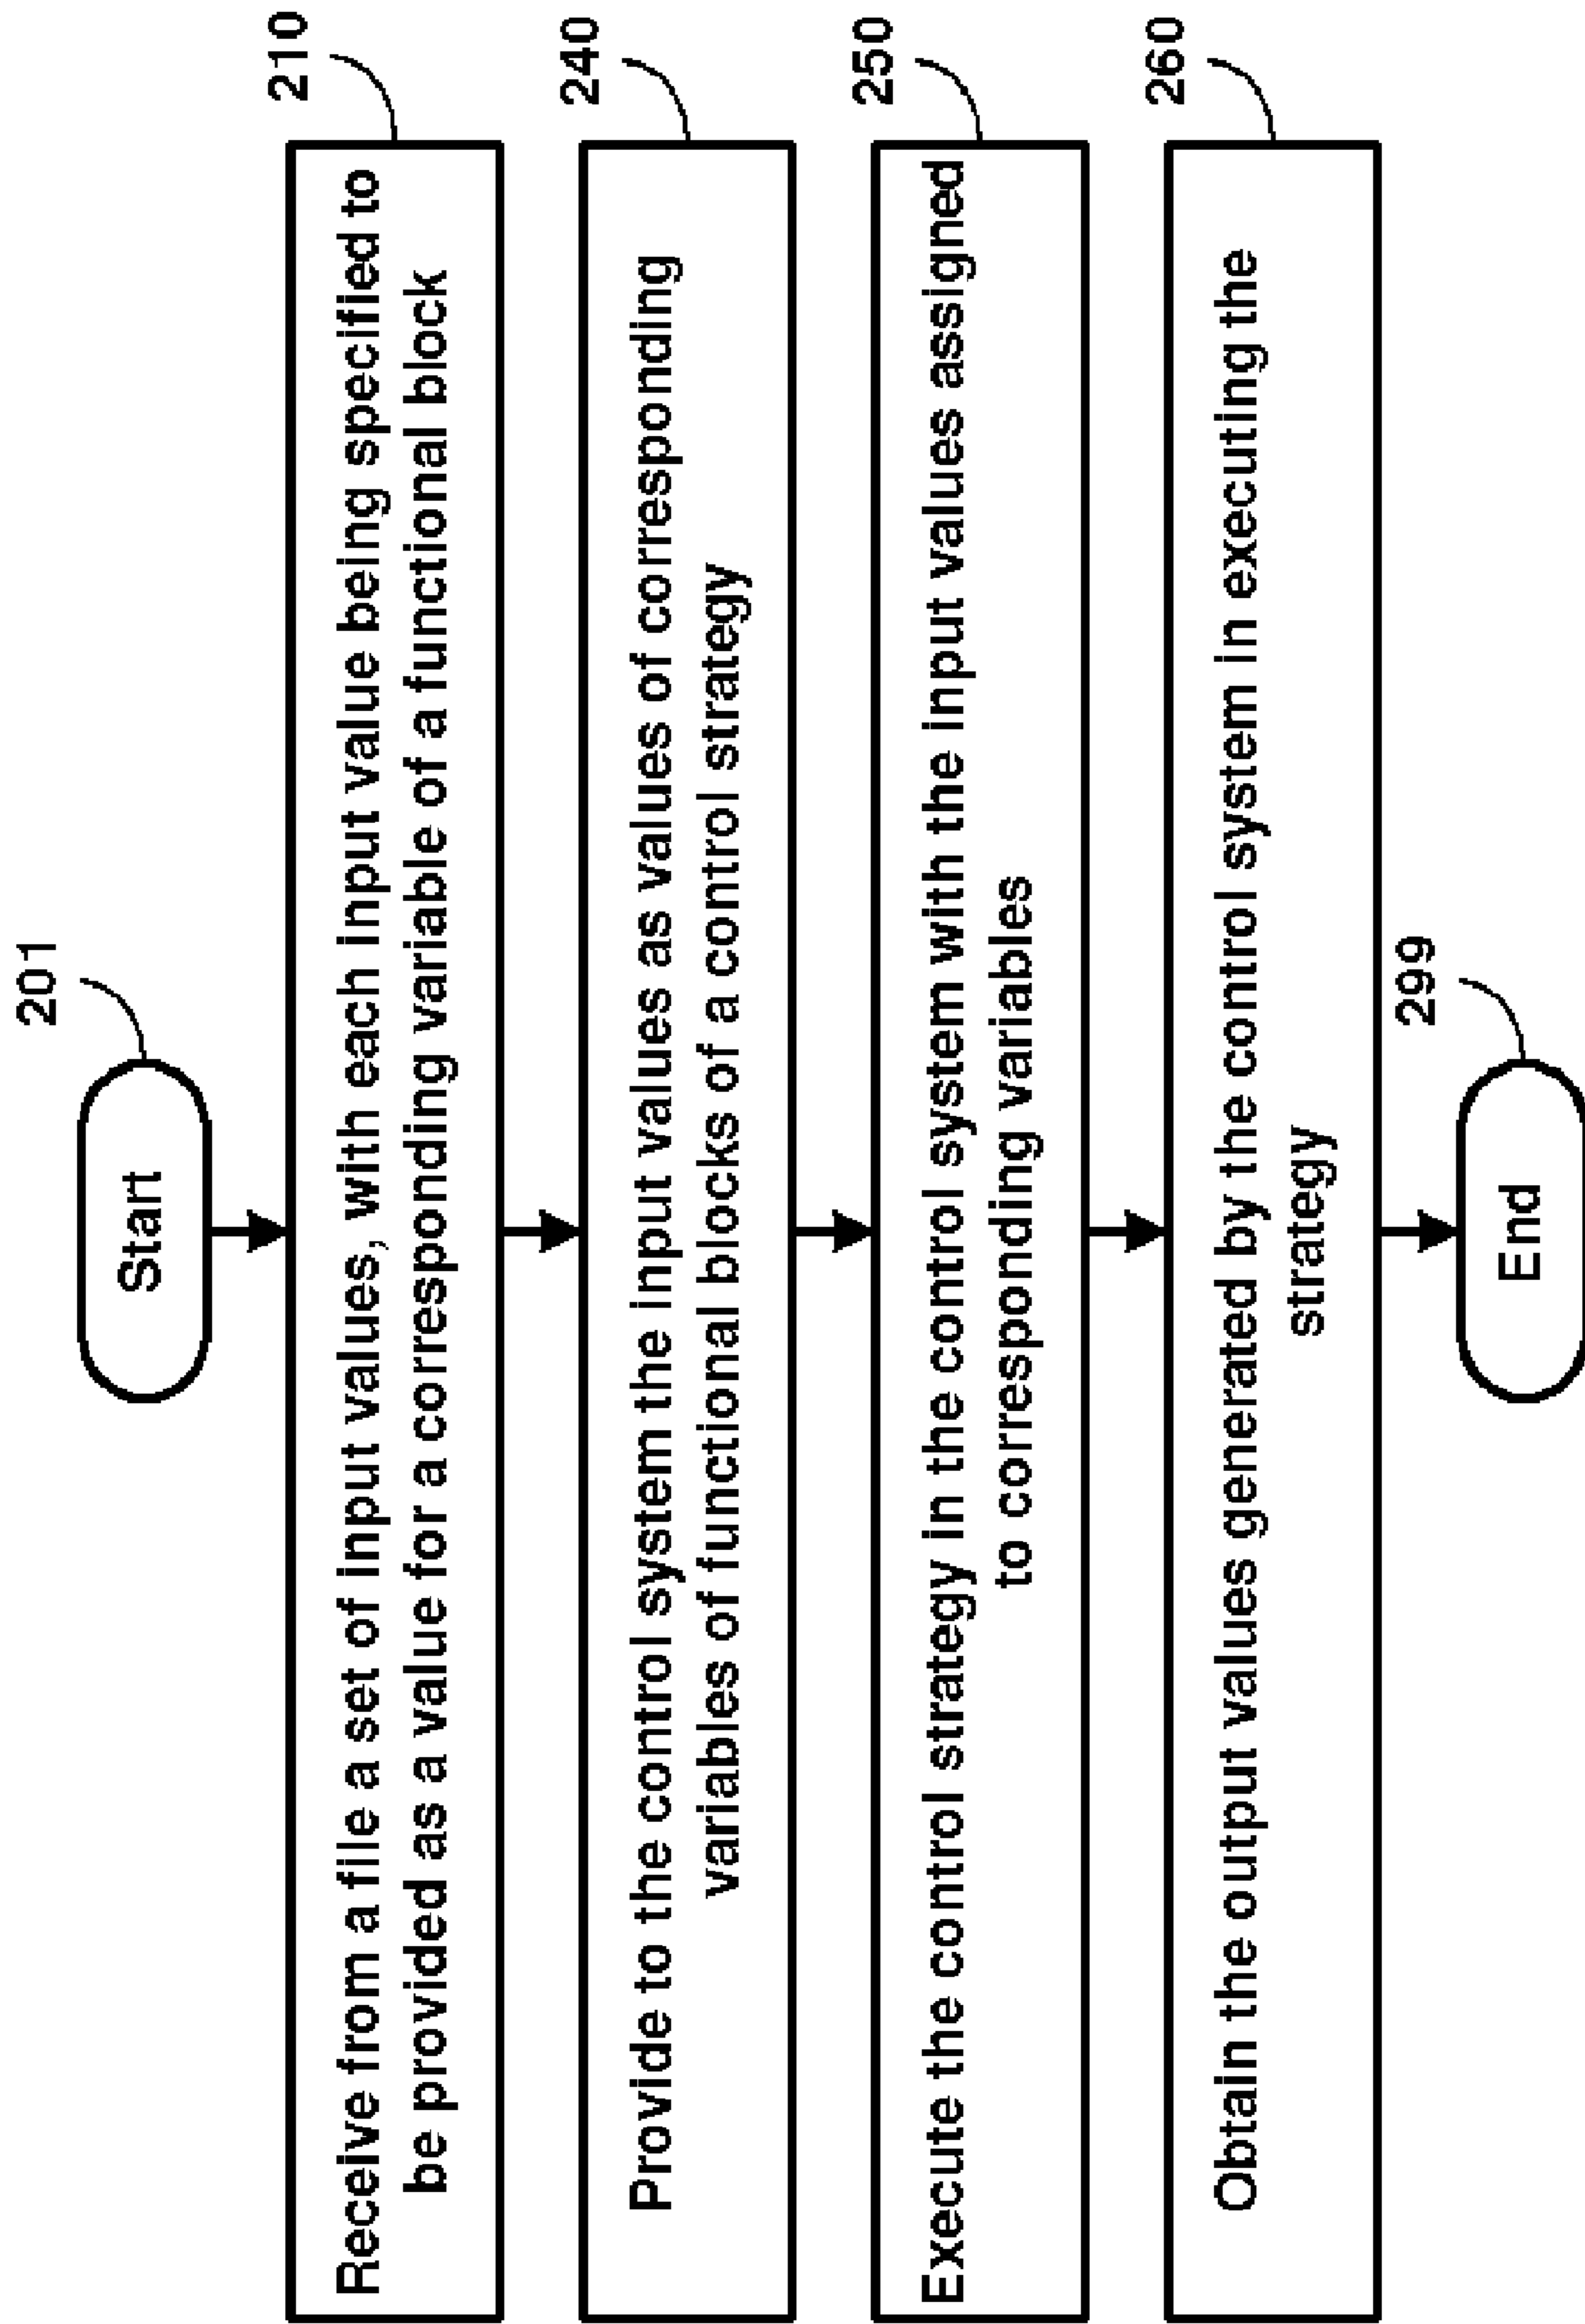 201
Start
210
Receive from a file a set of input values, with each input value being specified to
be provided as a value for a corresponding variable of a functional block
240
Provide to the control system the input values as values of corresponding
variables of functional blocks of a control strategy
250
Execute the control strategy in the control system with the input values assigned
to corresponding variables
260
Obtain the output values generated by the control system in executing the
strategy
299
End